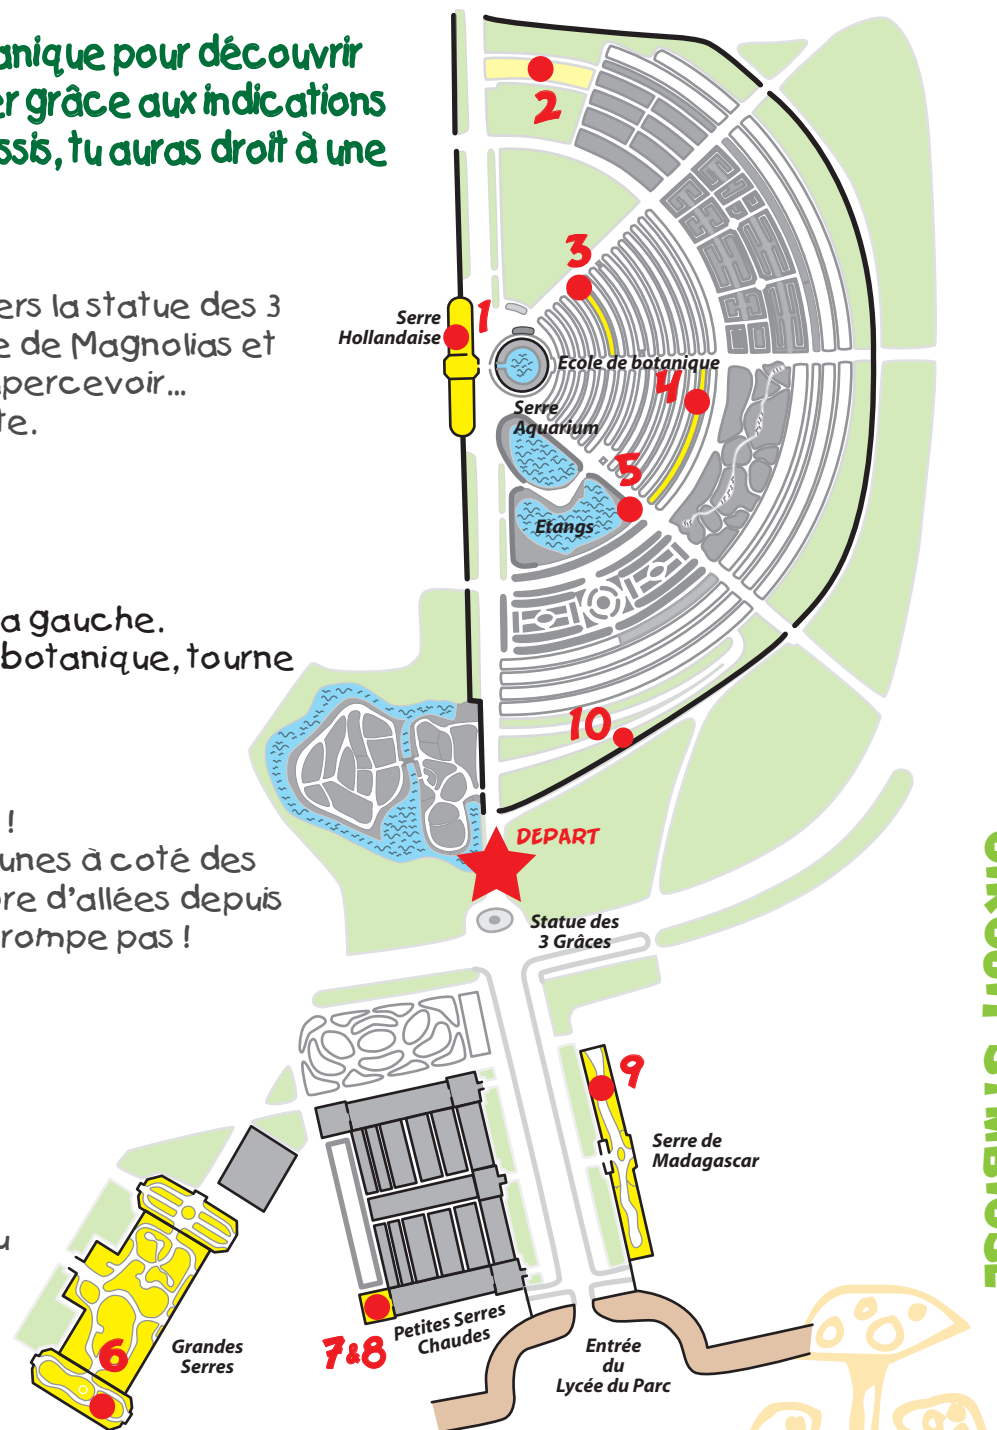 anique pour découvrir
er grâce aux indications
ssis, tu auras droit à une
ers la statue des 3
e de Magnolias et
percevoir...
te.
a gauche.
botanique, tourne
!
unes à coté des
re d'allées depuis
rompe pas !
u
2
3
1
Serre
Hollandaise
Ecole de botanique
4
Serre
Aquarium
5
Etangs
10
DEPART
Statue des
3 Grâces
9
Serre de
Madagascar
6
Grandes
Serres
7&8
Petites Serres
Chaudes
Entrée
du
Lycée du Parc